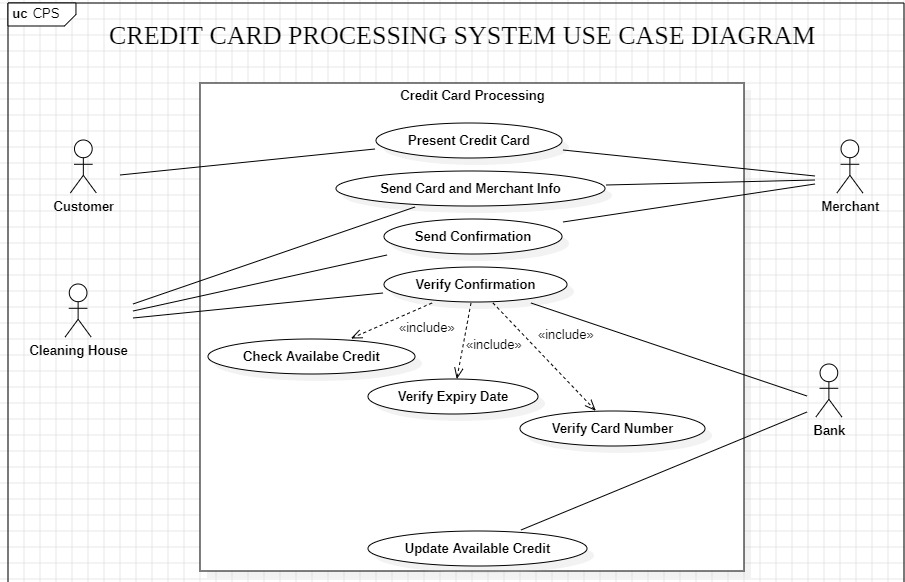 uc CPS
CREDIT CARD PROCESSING SYSTEM USE CASE DIAGRAM
Credit Card Processing
Present Credit Card
Send Card and Merchant Info
Customer
Merchant
Send Confirmation
Verify Confirmation
«include»
«include»
«include»
Cleaning House
Check Availabe Credit
Verify Expiry Date
Verify Card Number
Bank
Update Available Credit